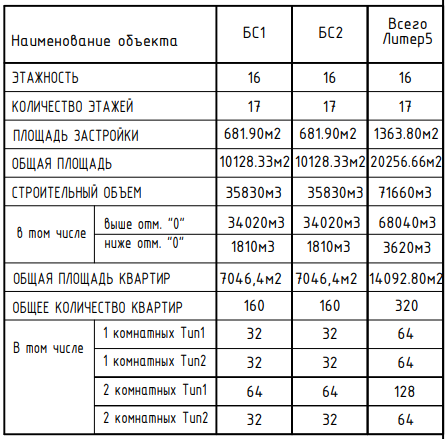 Наименование объекта БС1 БС2 Всего
Литер5
ЭТАЖНОСТЬ 16 16 16
КОЛИЧЕСТВО ЭТАЖЕЙ 17 17 17
ПЛОЩАДЬ ЗАСТРОЙКИ 681.90м2 681.90м2 1363.80м2
ОБЩАЯ ПЛОЩАДЬ 10128.33м2 10128.33м2 20256.66м2
СТРОИТЕЛЬНЫЙ ОБЪЕМ 35830м3 35830м3 71660м3
в том числе выше отм. "0" 34020м3 34020м3 68040м3
ниже отм. "0" 1810м3 1810м3 3620м3
ОБЩАЯ ПЛОЩАДЬ КВАРТИР 7046,4м2 7046,4м2 14092.80м2
ОБЩЕЕ КОЛИЧЕСТВО КВАРТИР 160 160 320
В том числе 1 комнатных Тип1 32 32 64
1 комнатных Тип2 32 32 64
2 комнатных Тип1 64 64 128
2 комнатных Тип2 32 32 64